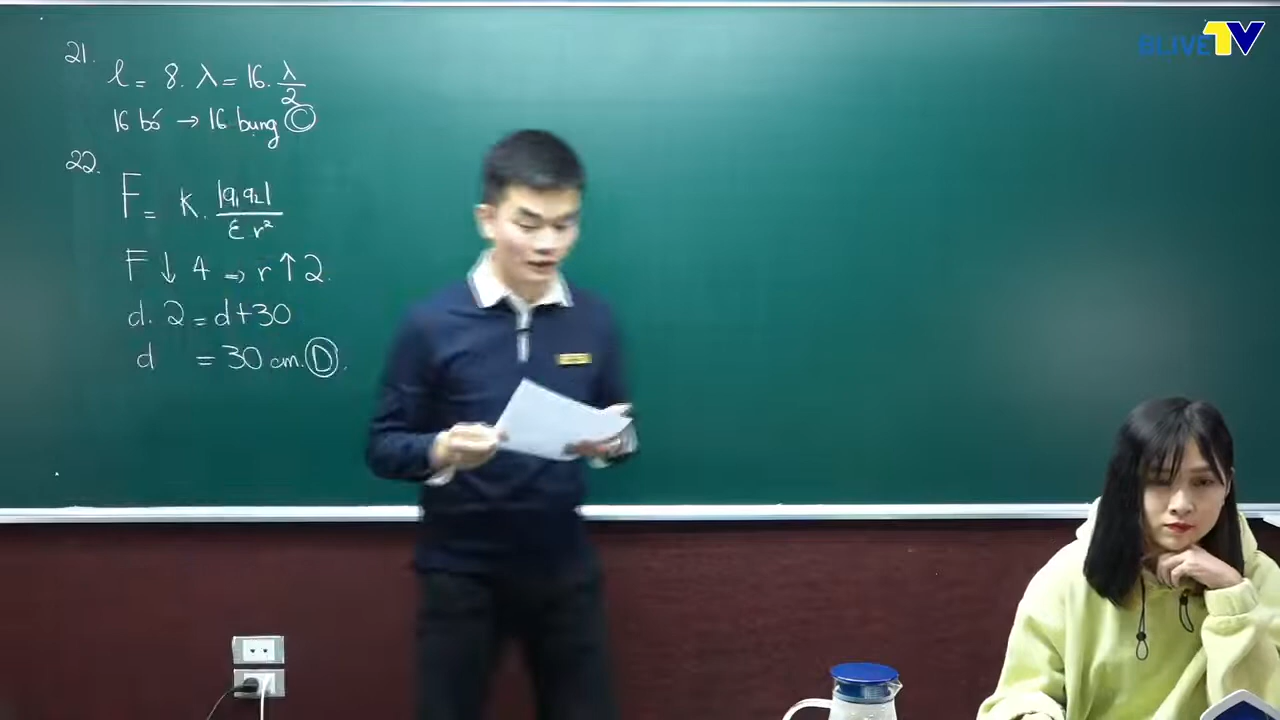 21.
l = 8. λ = 16. λ/2
16 bó → 16 bụng Ⓒ
22.
F = k. |q₁q₂|/εr²
F ↓ 4 → r ↑ 2.
d. 2 = d+30
d = 30 cm. Ⓓ.
BLIVE TV